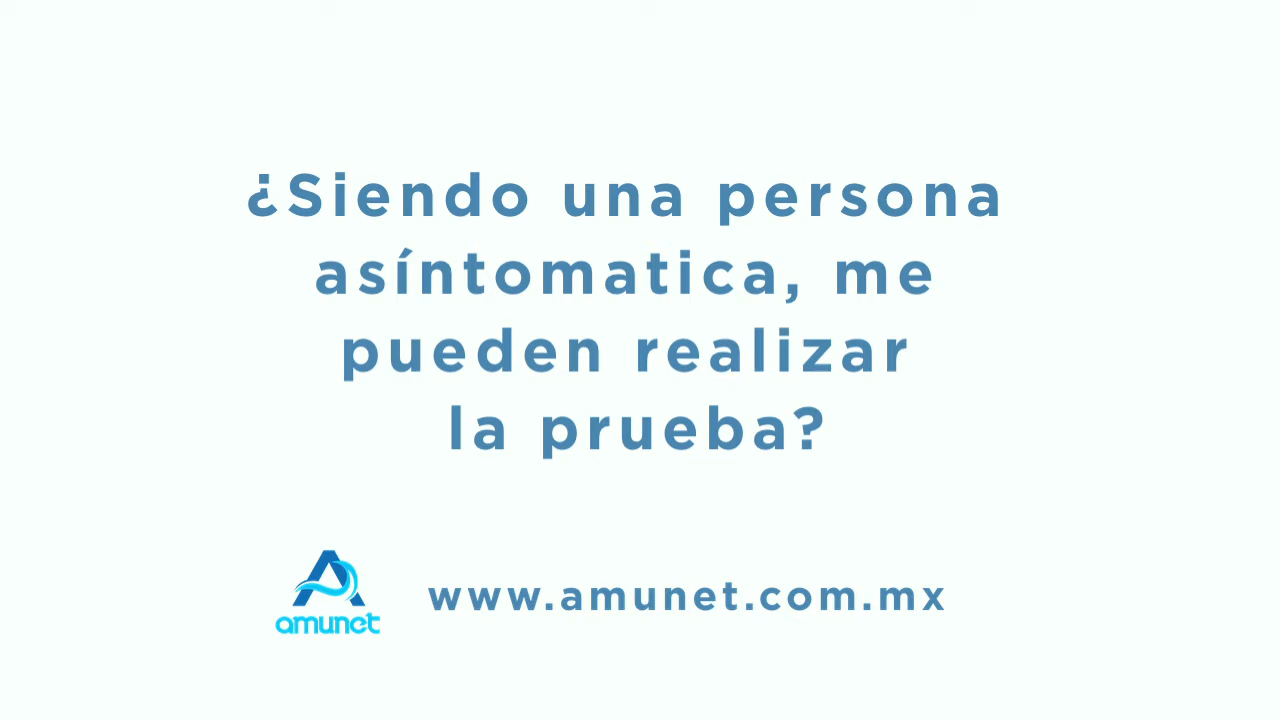 ¿Siendo una persona
asíntomatica, me
pueden realizar
la prueba?
amunet
www.amunet.com.mx